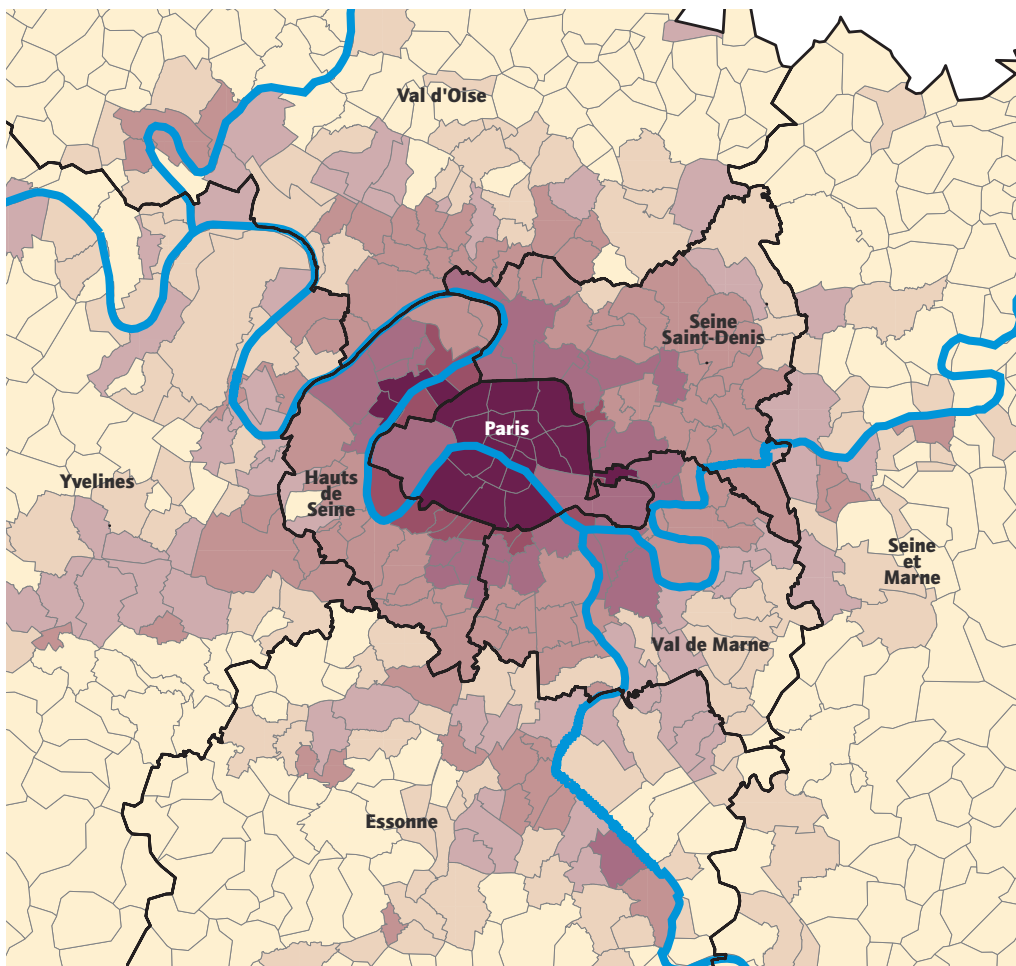 Val d'Oise
Seine
Saint-Denis
Paris
Yvelines
Hauts
de
Seine
Seine
et
Marne
Val de Marne
Essonne